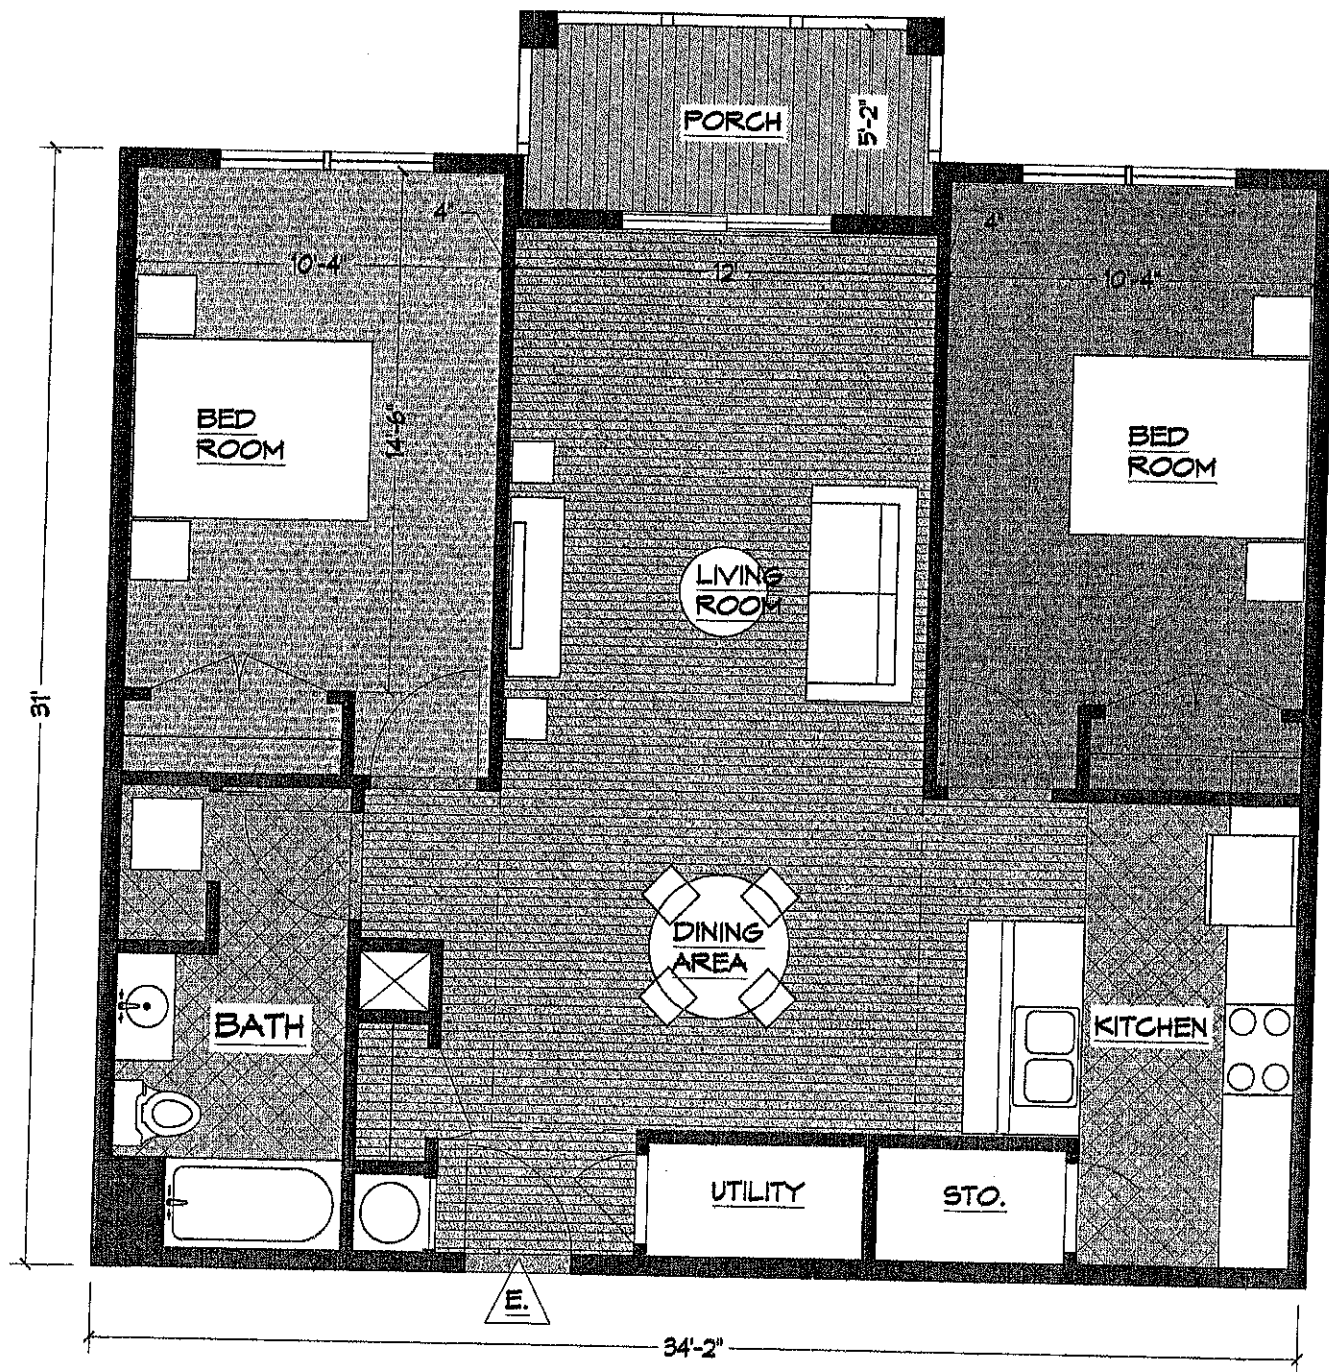 PORCH
5'-2"
4"
4"
10'-4"
12'
10'-4"
BED
ROOM
14'-6"
BED
ROOM
LIVING
ROOM
31'
DINING
AREA
BATH
KITCHEN
UTILITY
STO.
E.
34'-2"